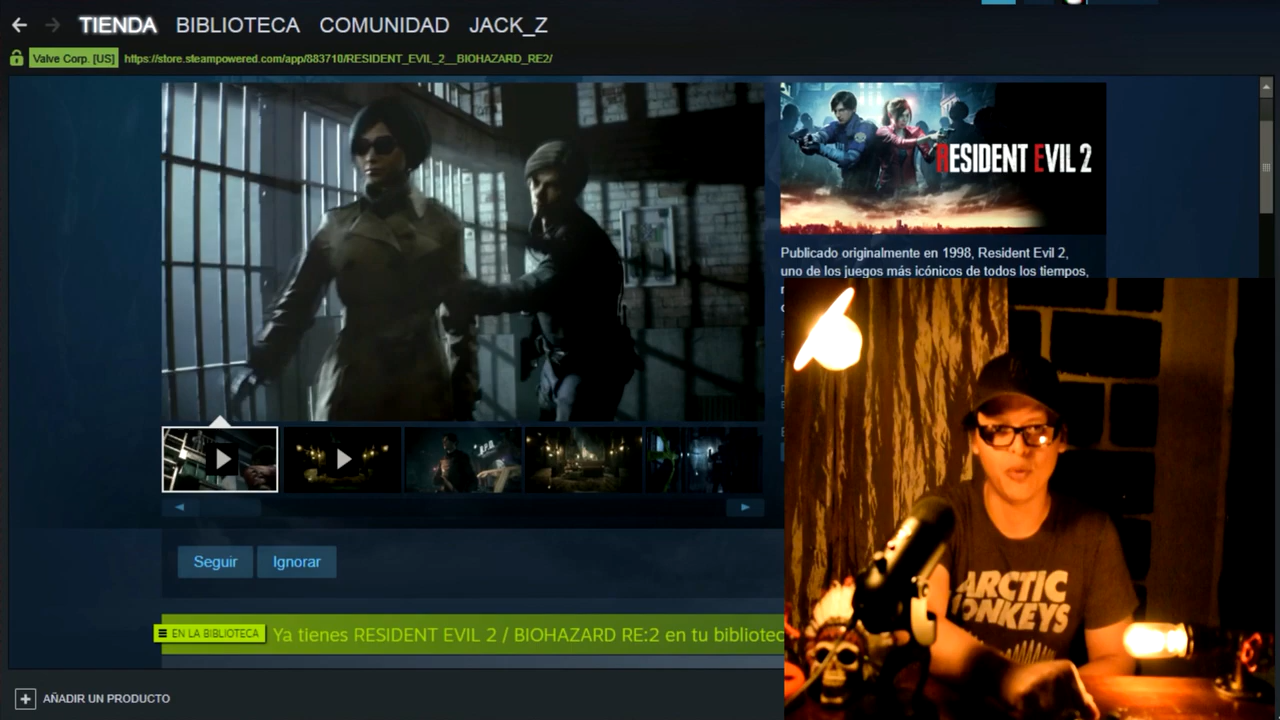 TIENDA BIBLIOTECA COMUNIDAD JACK_Z
Valve Corp. [US] https://store.steampowered.com/app/883710/RESIDENT_EVIL_2__BIOHAZARD_RE2/
RESIDENT EVIL 2
Publicado originalmente en 1998, Resident Evil 2,
uno de los juegos más icónicos de todos los tiempos,
R.P.D.
Seguir Ignorar
EN LA BIBLIOTECA Ya tienes RESIDENT EVIL 2 / BIOHAZARD RE:2 en tu bibliotec
ARCTIC
MONKEYS
AÑADIR UN PRODUCTO